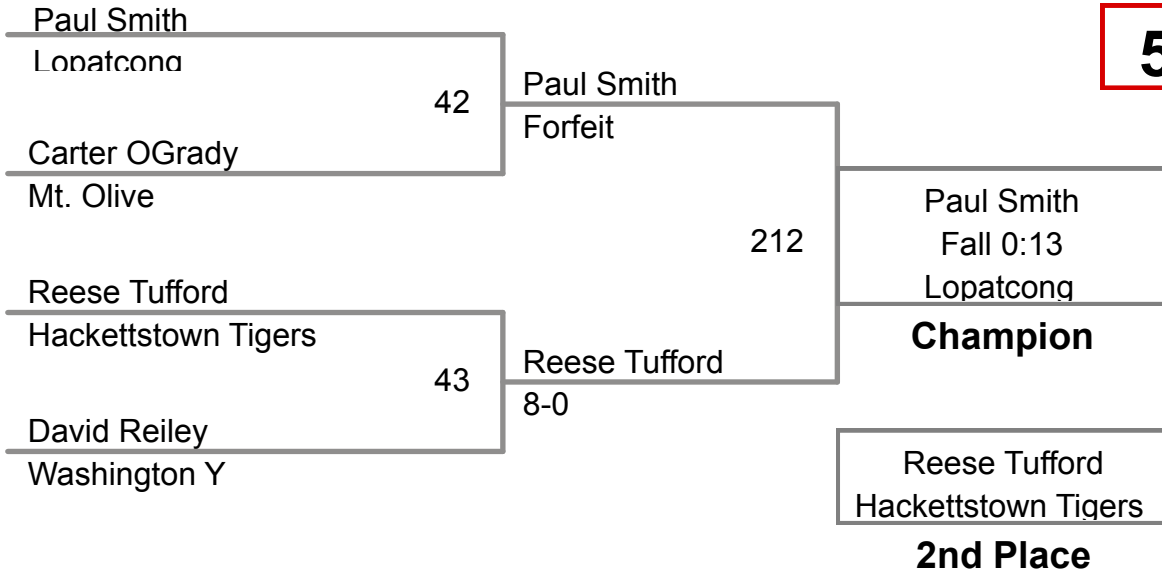 Paul Smith
Lopatcong
42
Carter OGrady
Mt. Olive
Paul Smith
Forfeit
Reese Tufford
Hackettstown Tigers
43
David Reiley
Washington Y
Reese Tufford
8-0
212
5
Paul Smith
Fall 0:13
Lopatcong
Champion
Reese Tufford
Hackettstown Tigers
2nd Place